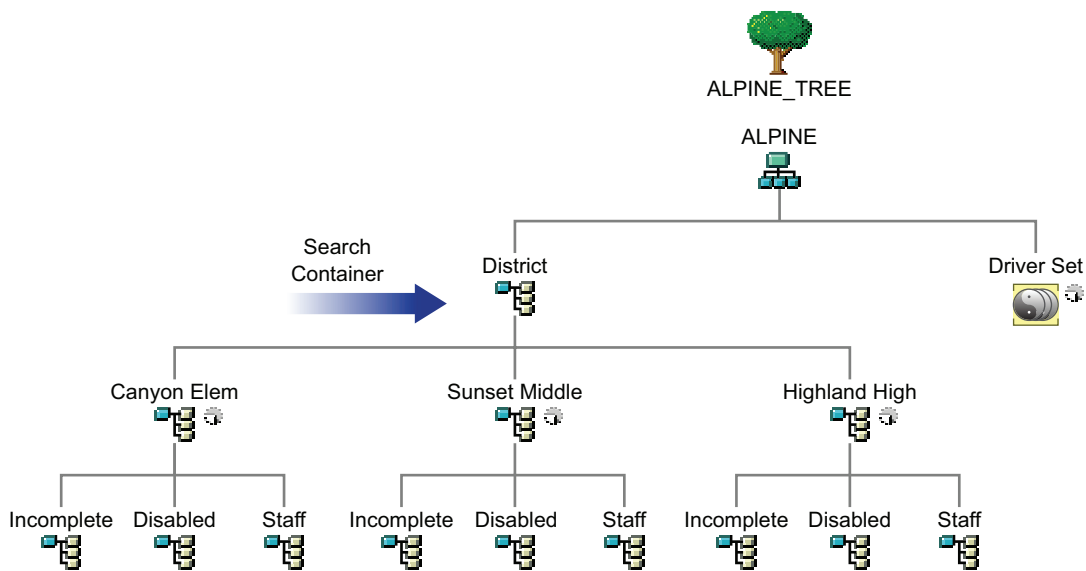 ALPINE_TREE
ALPINE
Search
Container
District
Driver Set
Canyon Elem
Sunset Middle
Highland High
Incomplete
Disabled
Staff
Incomplete
Disabled
Staff
Incomplete
Disabled
Staff